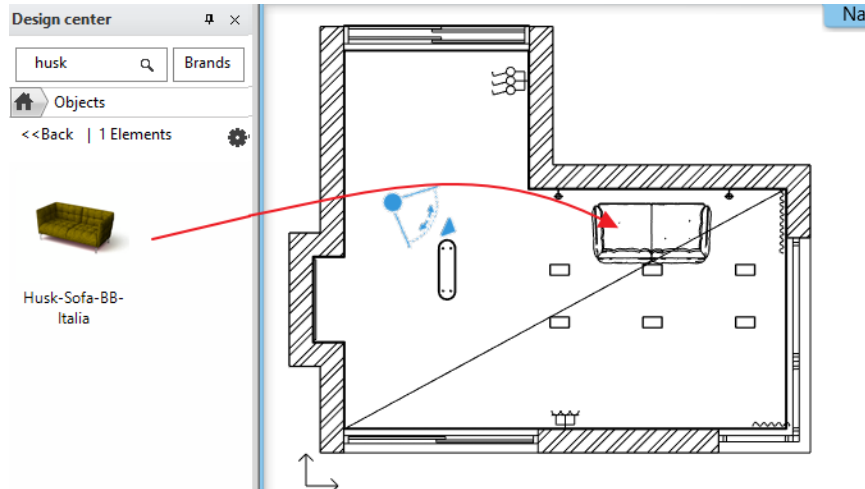 Design center
husk
Brands
Objects
<<Back | 1 Elements
Husk-Sofa-BB-
Italia
Na